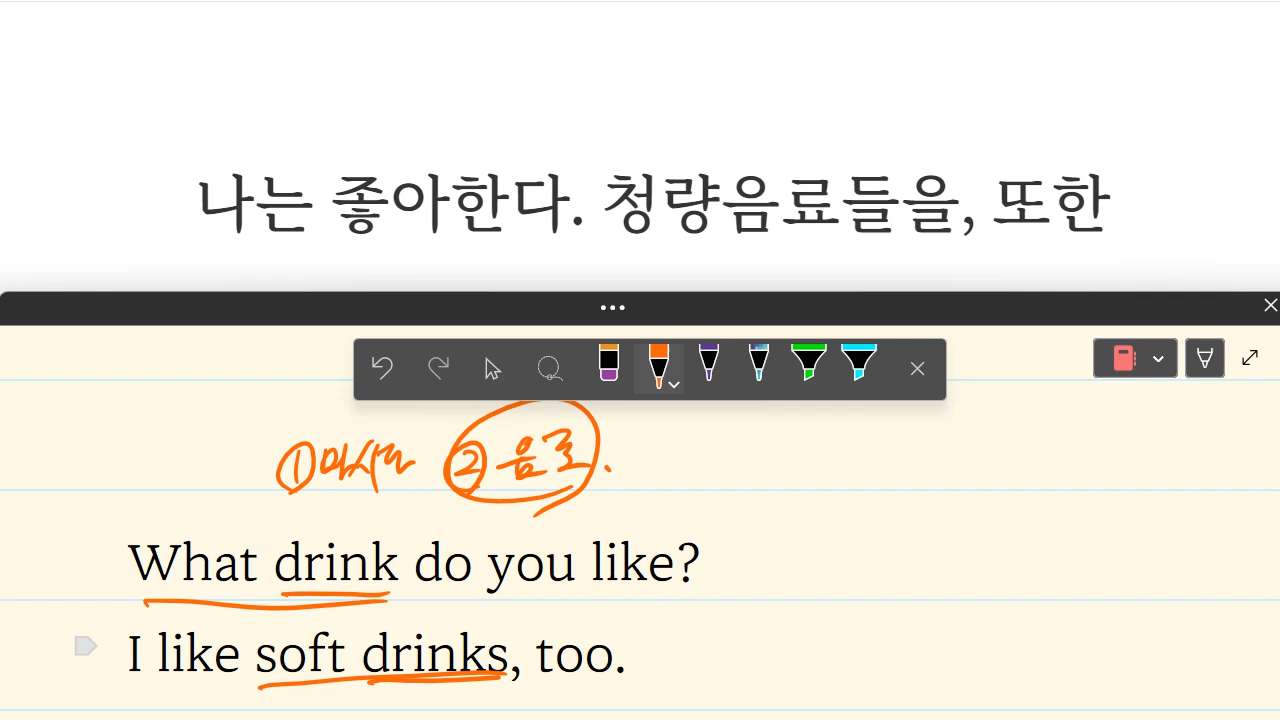 나는 좋아한다. 청량음료들을, 또한
① 마시다 ② 음료.
What drink do you like?
I like soft drinks, too.